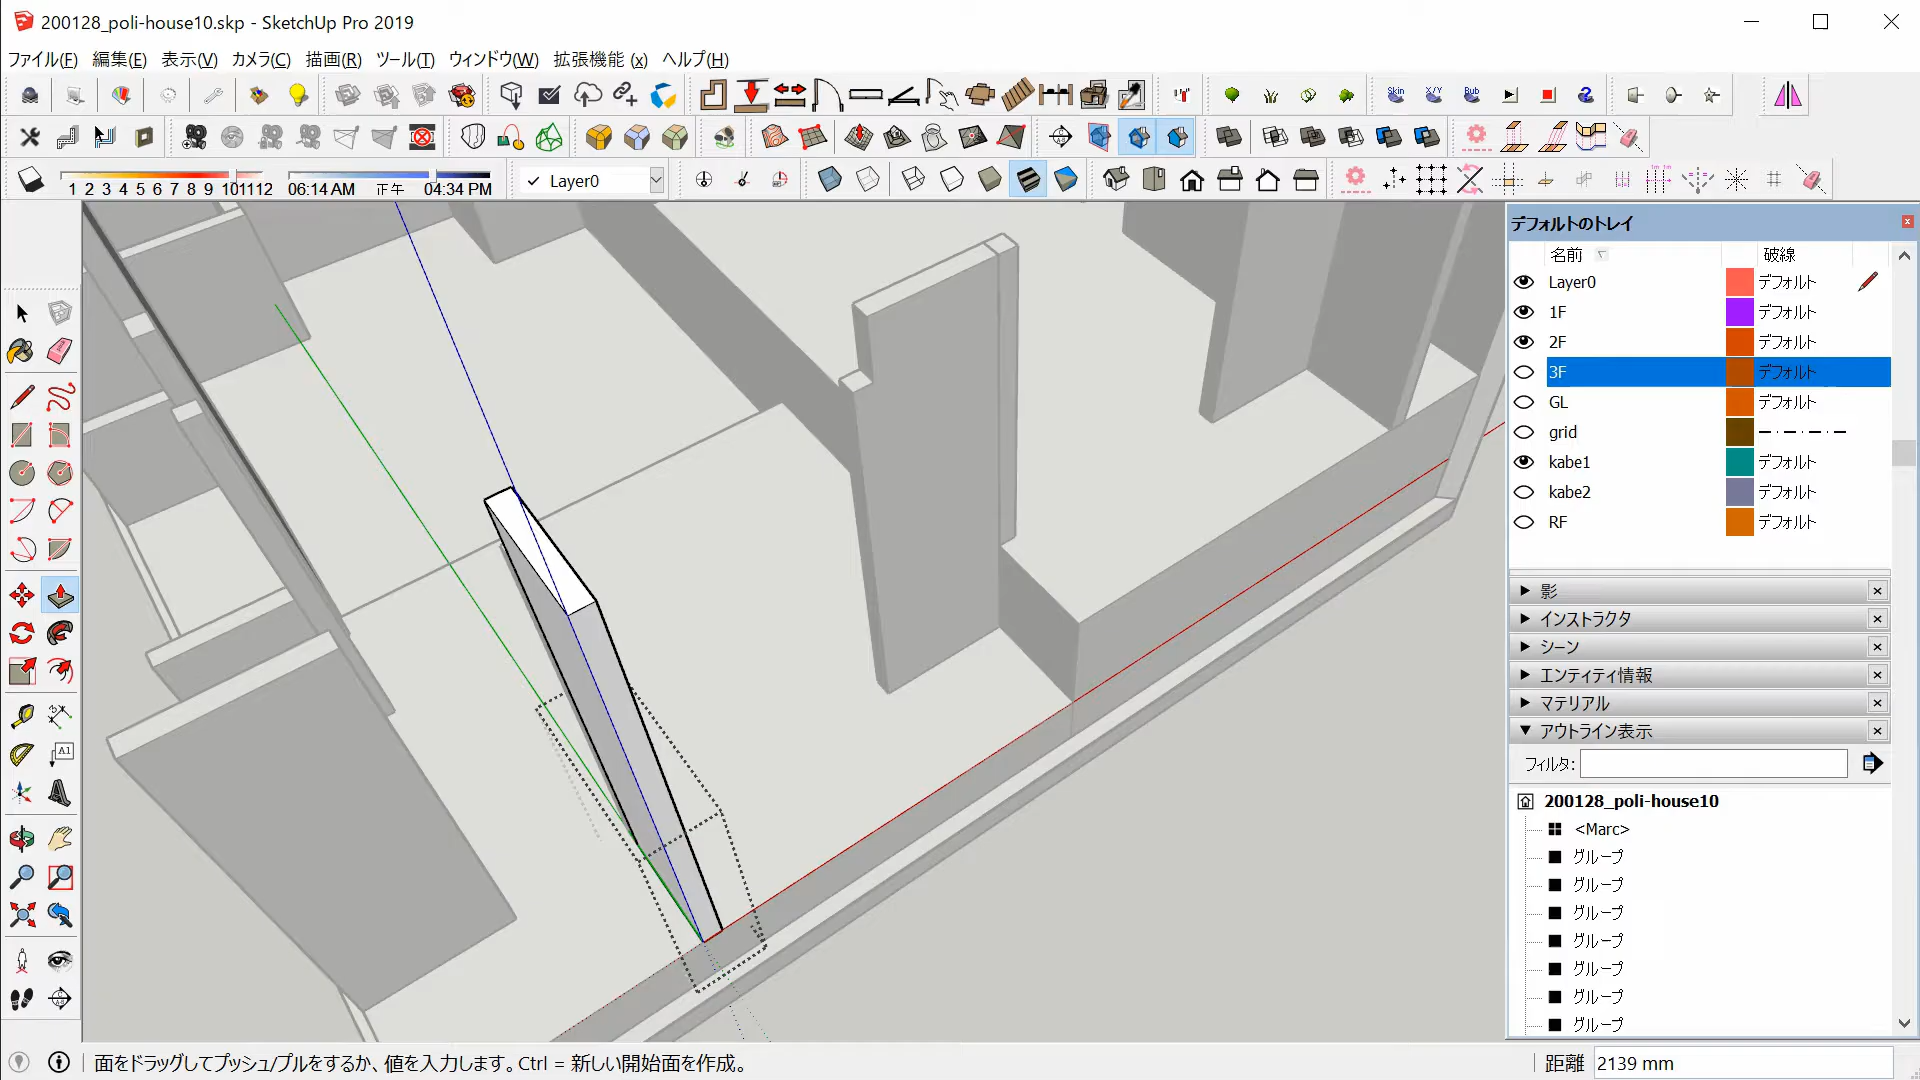 200128_poli-house10.skp - SketchUp Pro 2019
ファイル(F) 編集(E) 表示(V) カメラ(C) 描画(R) ツール(T) ウィンドウ(W) 拡張機能 (x) ヘルプ(H)
Skin X/Y Bub
1 2 3 4 5 6 7 8 9 101112 06:14 AM 正午 04:34 PM Layer0
デフォルトのトレイ
名前 破線
Layer0 デフォルト
1F デフォルト
2F デフォルト
3F デフォルト
GL デフォルト
grid
kabe1 デフォルト
kabe2 デフォルト
RF デフォルト
影
インストラクタ
シーン
エンティティ情報
マテリアル
アウトライン表示
フィルタ:
200128_poli-house10
<Marc>
グループ
グループ
グループ
グループ
グループ
グループ
グループ
A1
面をドラッグしてプッシュ/プルをするか、値を入力します。Ctrl = 新しい開始面を作成。
距離 2139 mm